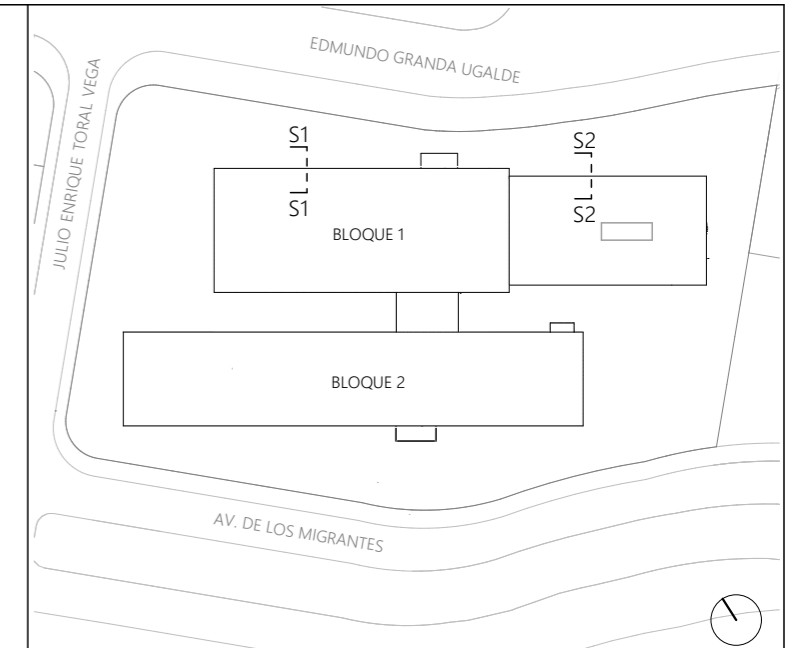 EDMUNDO GRANDA UGALDE
JULIO ENRIQUE TORAL VEGA
S1
S2
S1
S2
BLOQUE 1
BLOQUE 2
AV. DE LOS MIGRANTES